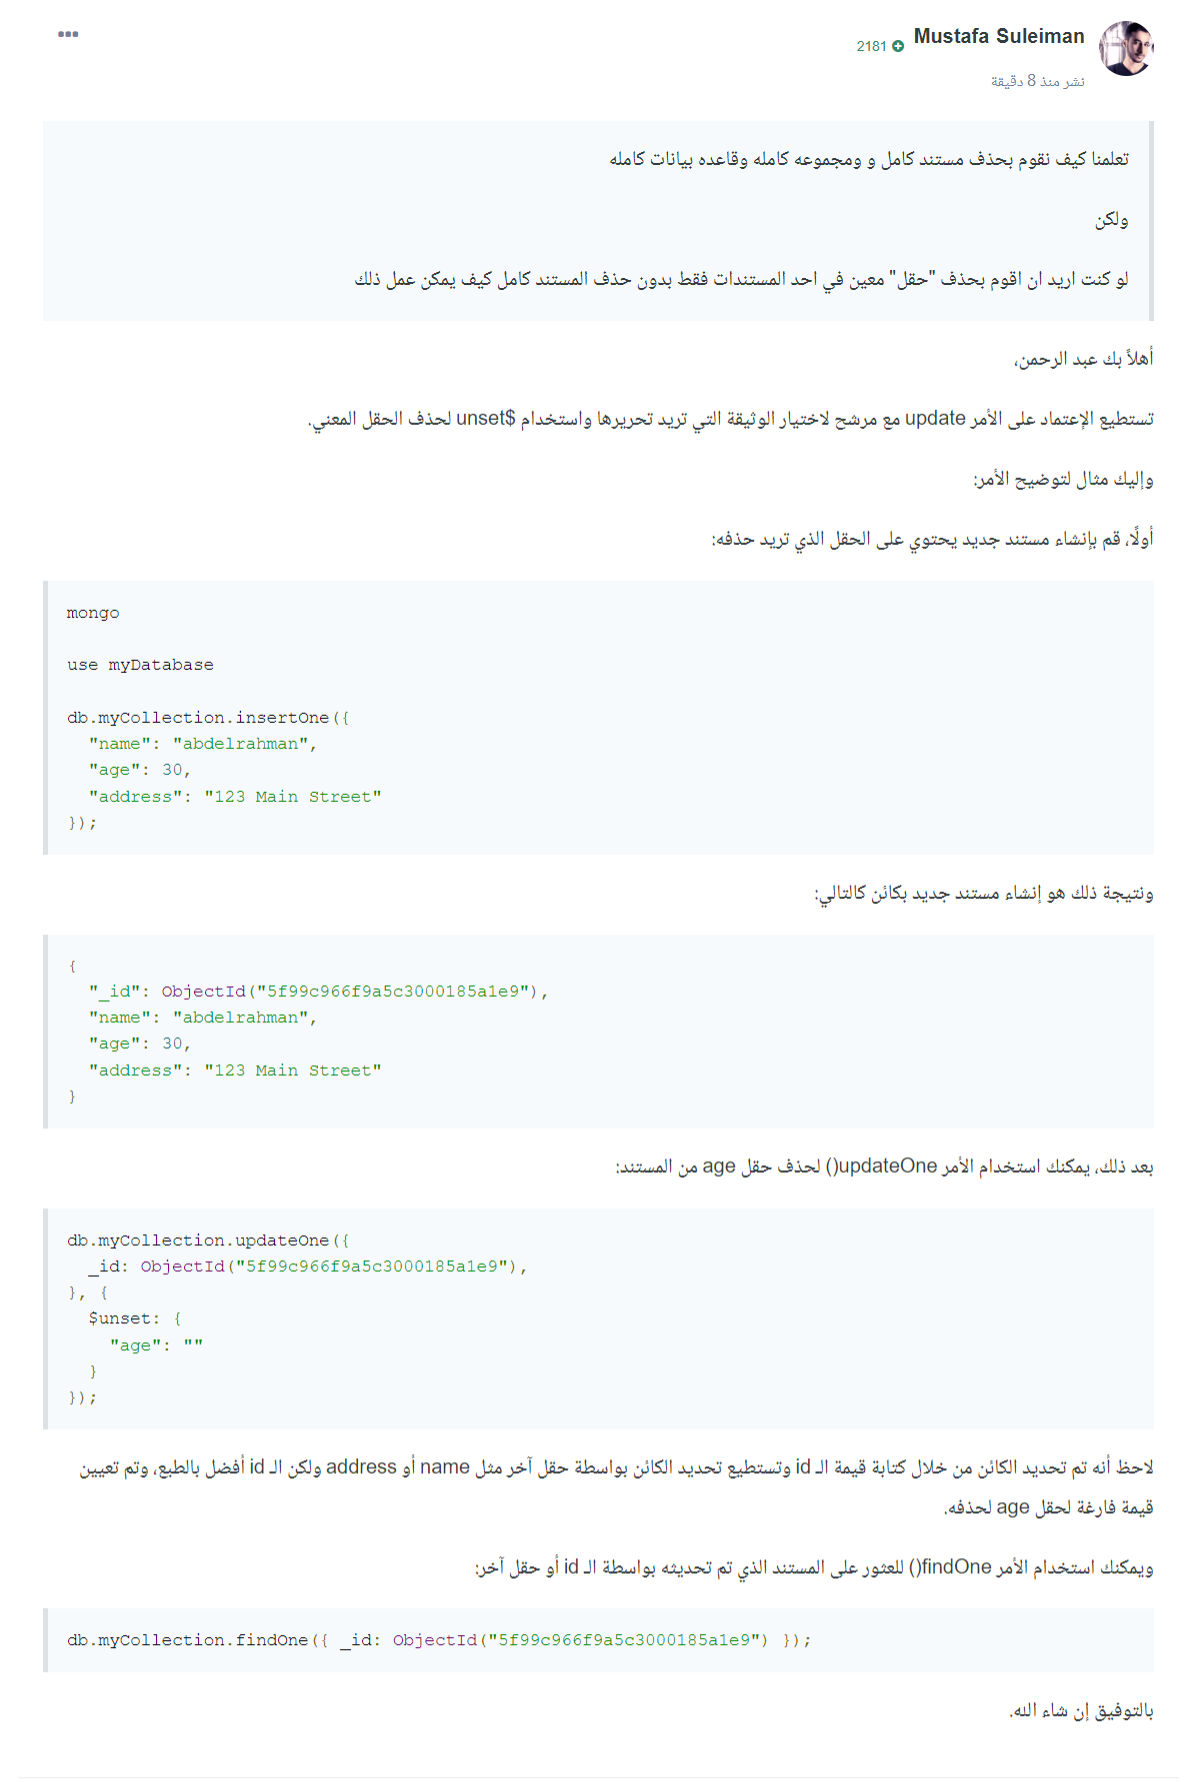 Mustafa Suleiman
2181
نشر منذ 8 دقيقة
تعلمنا كيف نقوم بحذف مستند كامل و ومجموعه كامله وقاعده بيانات كامله
ولكن
لو كنت اريد ان اقوم بحذف "حقل" معين في احد المستندات فقط بدون حذف المستند كامل كيف يمكن عمل ذلك
أهلاً بك عبد الرحمن،
تستطيع الإعتماد على الأمر update مع مرشح لاختيار الوثيقة التي تريد تحريرها واستخدام $unset لحذف الحقل المعني.
وإليك مثال لتوضيح الأمر:
أولًا، قم بإنشاء مستند جديد يحتوي على الحقل الذي تريد حذفه:
mongo
use myDatabase
db.myCollection.insertOne({
  "name": "abdelrahman",
  "age": 30,
  "address": "123 Main Street"
});
ونتيجة ذلك هو إنشاء مستند جديد بكائن كالتالي:
{
  "_id": ObjectId("5f99c966f9a5c3000185a1e9"),
  "name": "abdelrahman",
  "age": 30,
  "address": "123 Main Street"
}
بعد ذلك، يمكنك استخدام الأمر updateOne() لحذف حقل age من المستند:
db.myCollection.updateOne({
  _id: ObjectId("5f99c966f9a5c3000185a1e9"),
}, {
  $unset: {
    "age": ""
  }
});
لاحظ أنه تم تحديد الكائن من خلال كتابة قيمة الـ id وتستطيع تحديد الكائن بواسطة حقل آخر مثل name أو address ولكن الـ id أفضل بالطبع، وتم تعيين
قيمة فارغة لحقل age لحذفه.
ويمكنك استخدام الأمر findOne() للعثور على المستند الذي تم تحديثه بواسطة الـ id أو حقل آخر:
db.myCollection.findOne({ _id: ObjectId("5f99c966f9a5c3000185a1e9") });
بالتوفيق إن شاء الله.